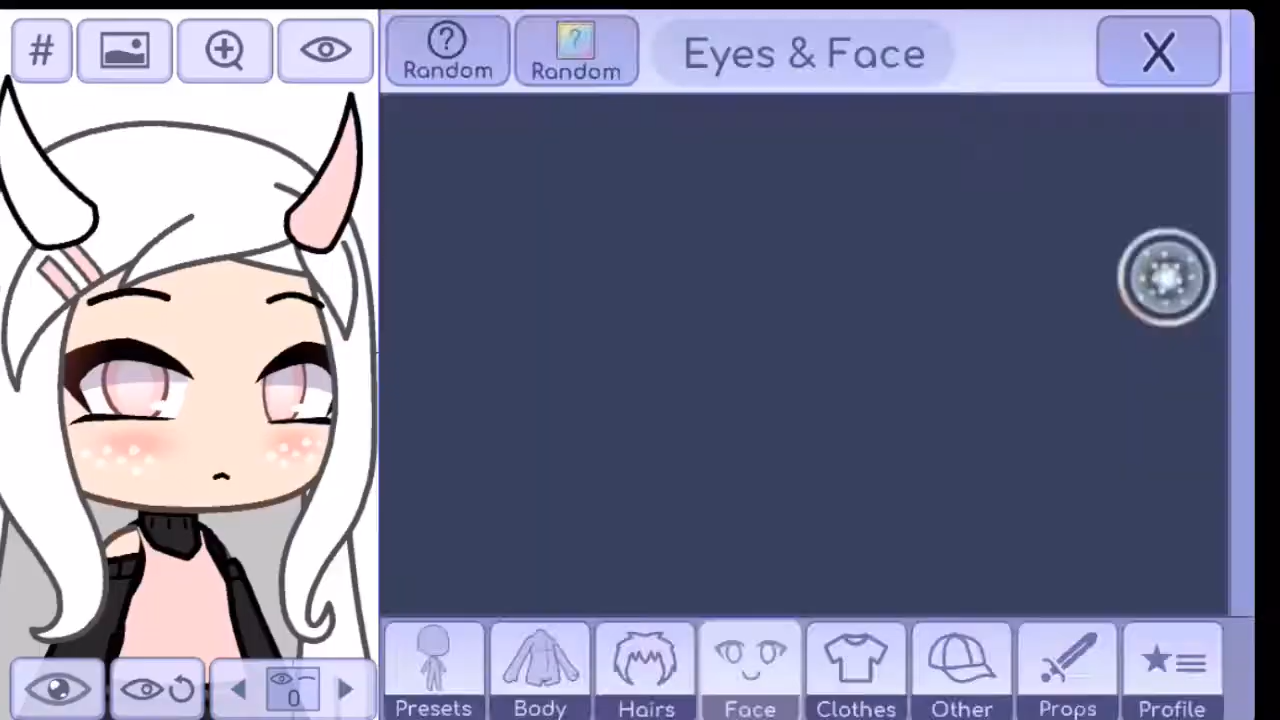 #
? Random
? Random
Eyes & Face
X
0
Presets
Body
Hairs
Face
Clothes
Other
Props
Profile